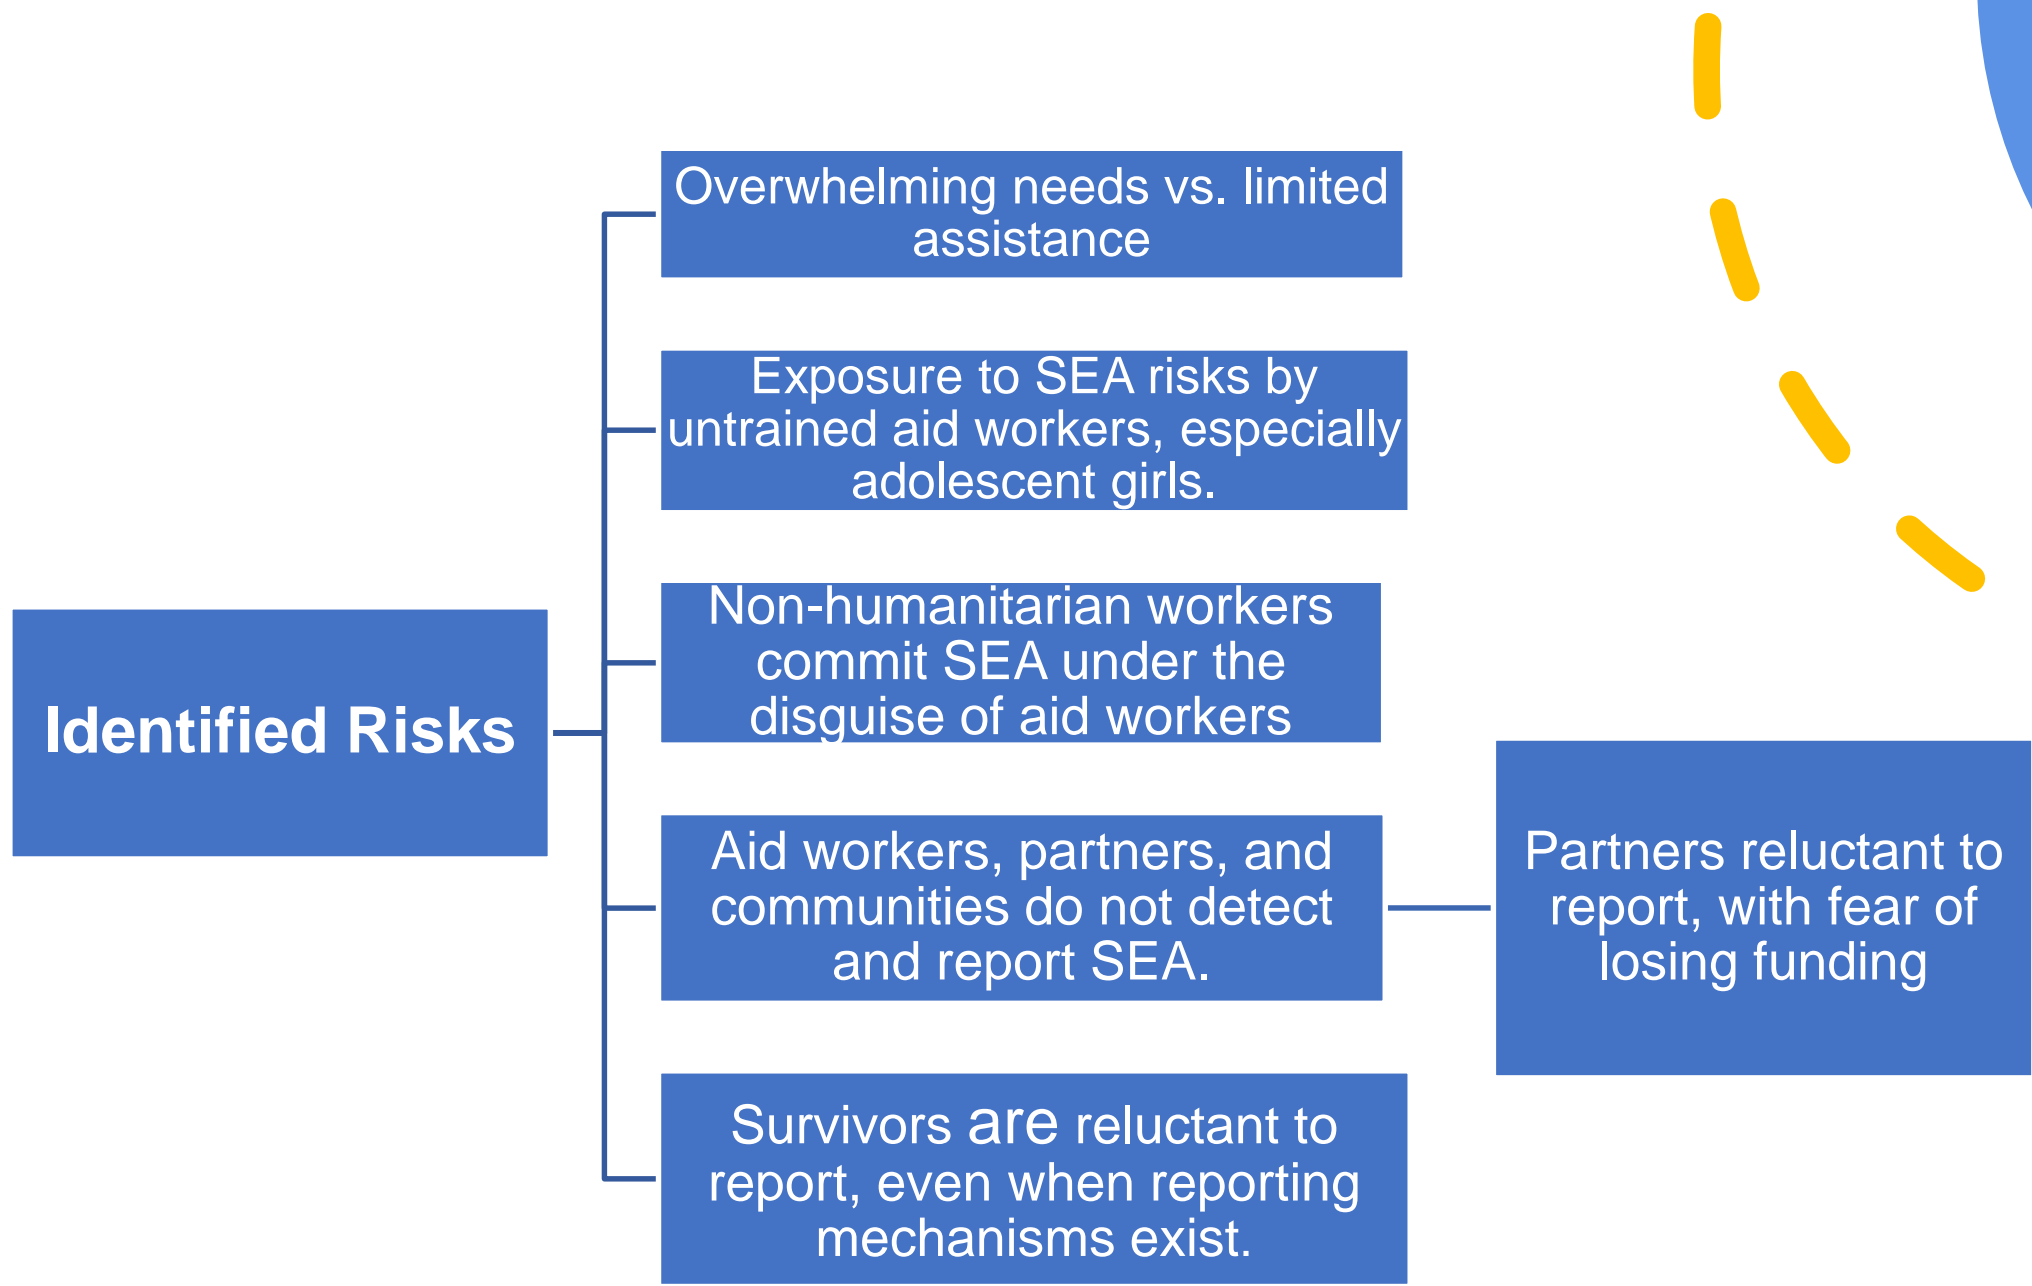 Overwhelming needs vs. limited
assistance
Exposure to SEA risks by
untrained aid workers, especially
adolescent girls.
Non-humanitarian workers
commit SEA under the
disguise of aid workers
Identified Risks
Aid workers, partners, and
communities do not detect
and report SEA.
Partners reluctant to
report, with fear of
losing funding
Survivors are reluctant to
report, even when reporting
mechanisms exist.